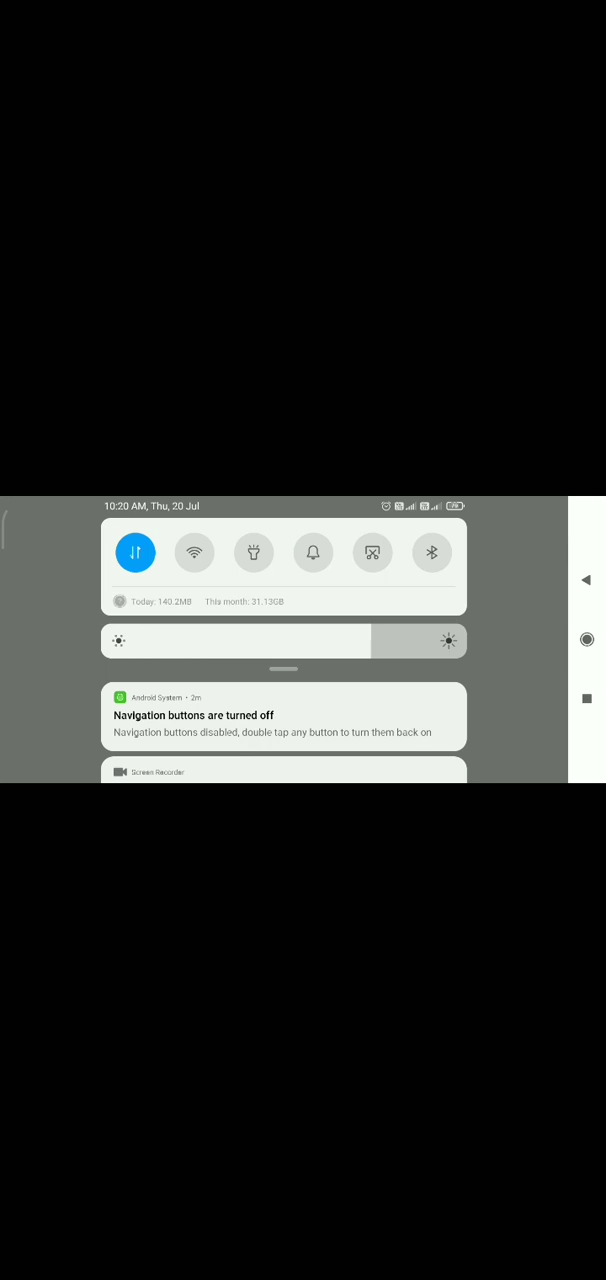 10:20 AM, Thu, 20 Jul
Today: 140.2MB This month: 31.13GB
Android System • 2m
Navigation buttons are turned off
Navigation buttons disabled, double tap any button to turn them back on
Screen Recorder